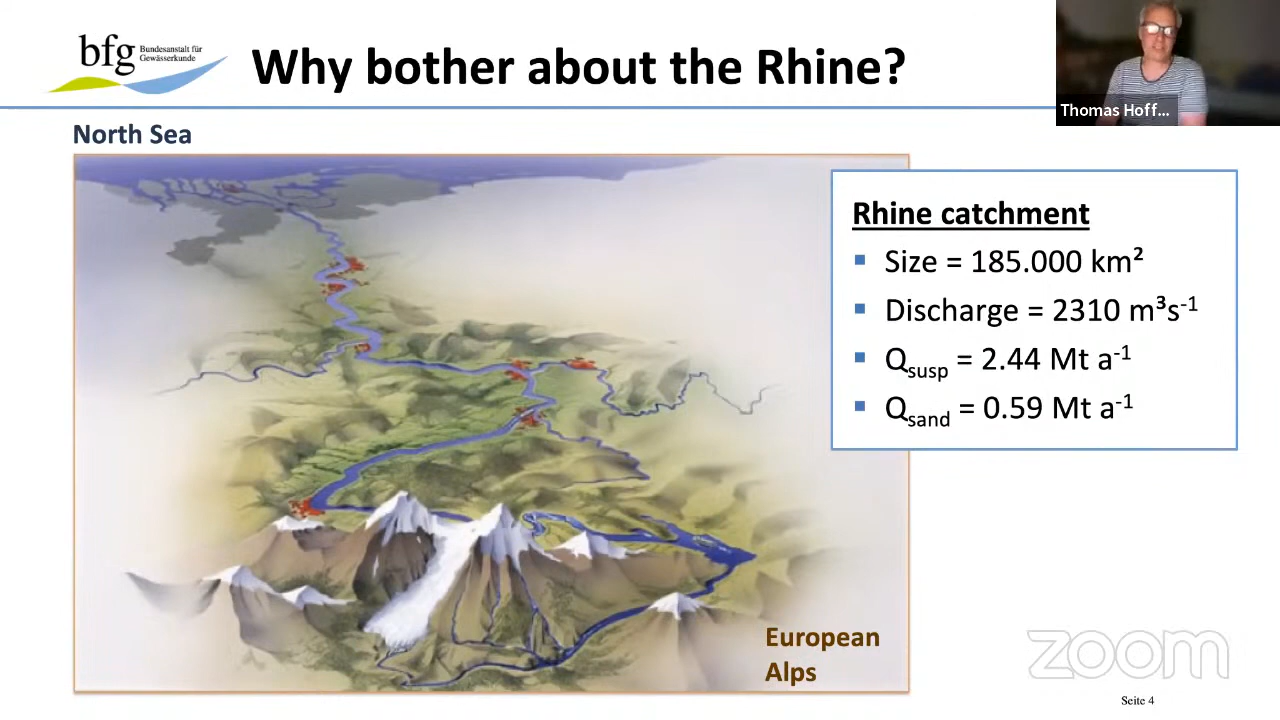 bfg
Bundesanstalt für
Gewässerkunde
Why bother about the Rhine?
Thomas Hoff...
North Sea
Rhine catchment
▪ Size = 185.000 km²
▪ Discharge = 2310 m³s⁻¹
▪ Qsusp = 2.44 Mt a⁻¹
▪ Qsand = 0.59 Mt a⁻¹
European
Alps
zoom
Seite 4